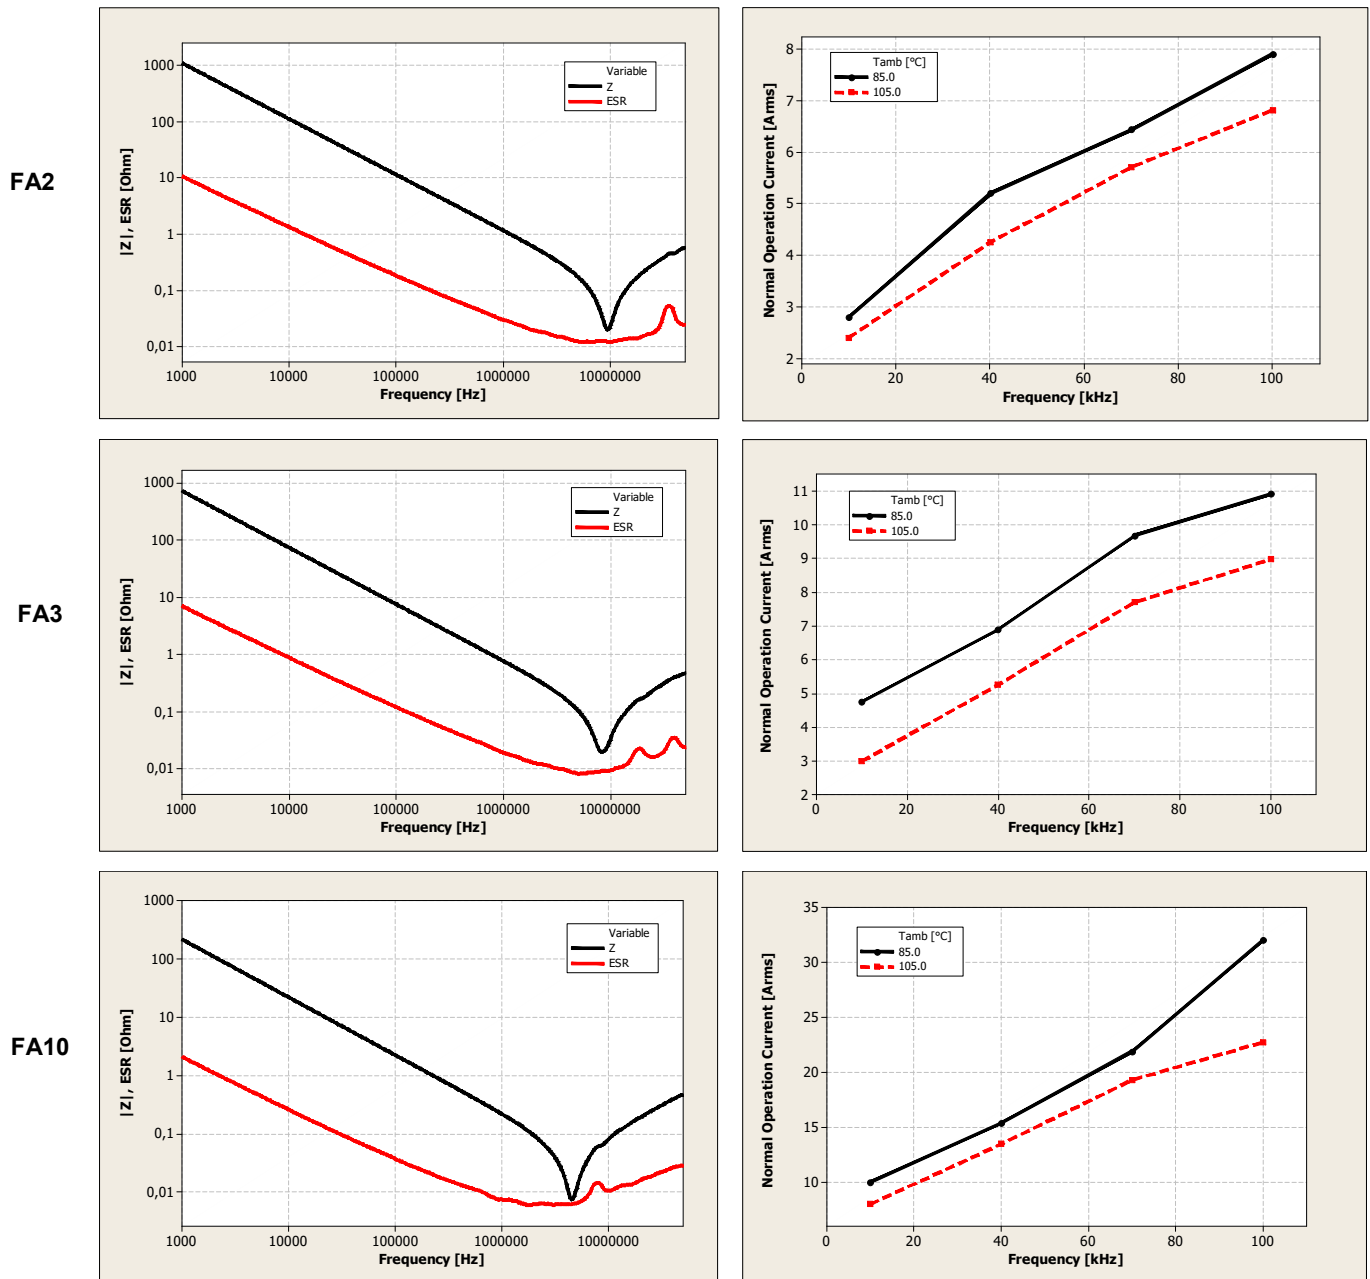 FA2
|Z|, ESR [Ohm]
1000
100
10
1
0,1
0,01
Variable
Z
ESR
1000 10000 100000 1000000 10000000
Frequency [Hz]
Normal Operation Current [Arms]
8
7
6
5
4
3
2
Tamb [°C]
85.0
105.0
0 20 40 60 80 100
Frequency [kHz]
FA3
|Z|, ESR [Ohm]
1000
100
10
1
0,1
0,01
Variable
Z
ESR
1000 10000 100000 1000000 10000000
Frequency [Hz]
Normal Operation Current [Arms]
11
10
9
8
7
6
5
4
3
2
Tamb [°C]
85.0
105.0
0 20 40 60 80 100
Frequency [kHz]
FA10
|Z|, ESR [Ohm]
1000
100
10
1
0,1
0,01
Variable
Z
ESR
1000 10000 100000 1000000 10000000
Frequency [Hz]
Normal Operation Current [Arms]
35
30
25
20
15
10
Tamb [°C]
85.0
105.0
0 20 40 60 80 100
Frequency [kHz]